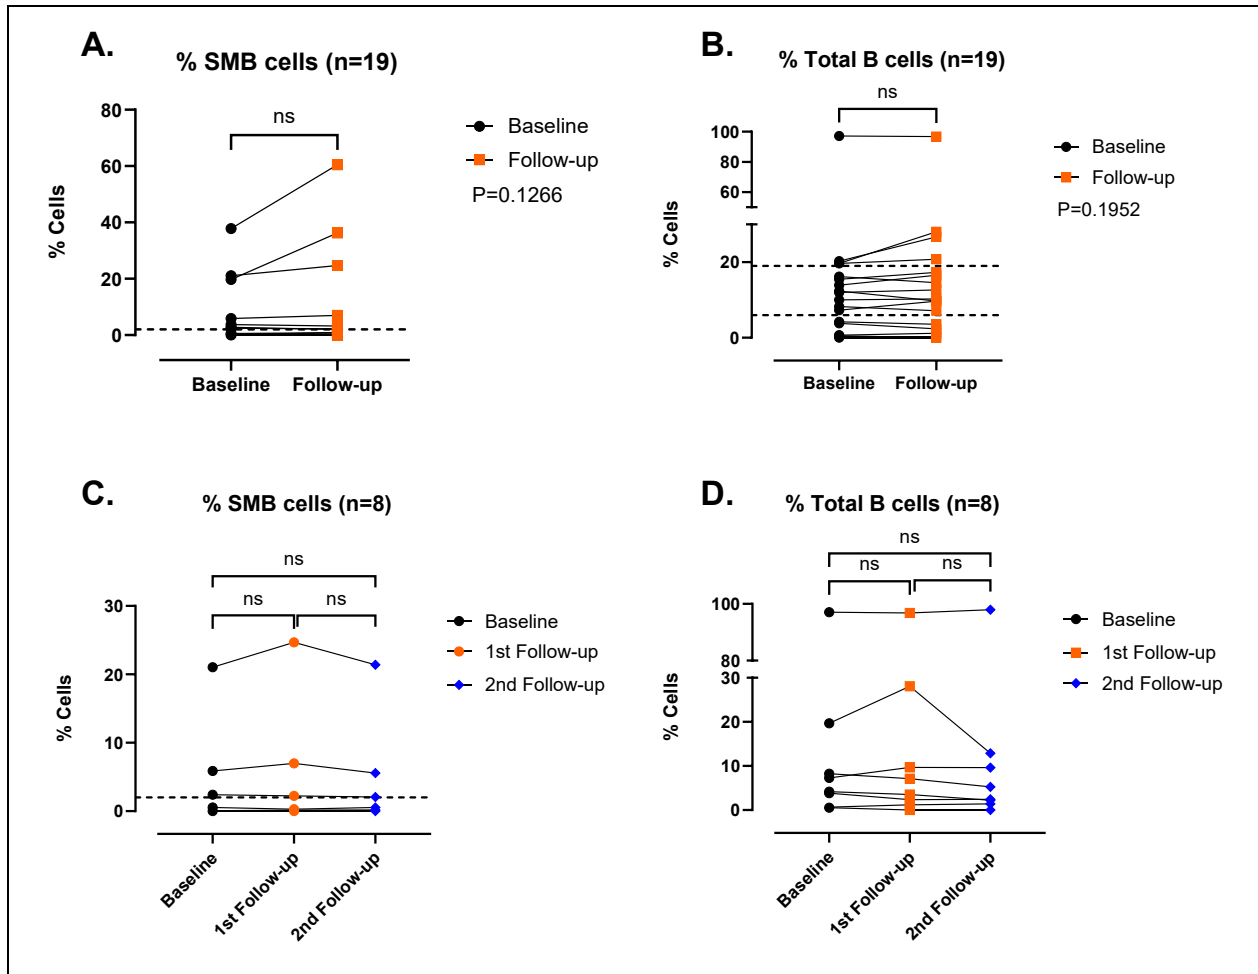 A.
% SMB cells (n=19)
80
60
40
20
0
% Cells
ns
Baseline
Follow-up
P=0.1266
Baseline
Follow-up
B.
% Total B cells (n=19)
100
80
60
20
0
% Cells
ns
Baseline
Follow-up
P=0.1952
Baseline
Follow-up
C.
% SMB cells (n=8)
ns
ns
ns
30
20
10
0
% Cells
Baseline
1st Follow-up
2nd Follow-up
Baseline
1st Follow-up
2nd Follow-up
D.
% Total B cells (n=8)
ns
ns
ns
100
80
30
20
10
0
% Cells
Baseline
1st Follow-up
2nd Follow-up
Baseline
1st Follow-up
2nd Follow-up